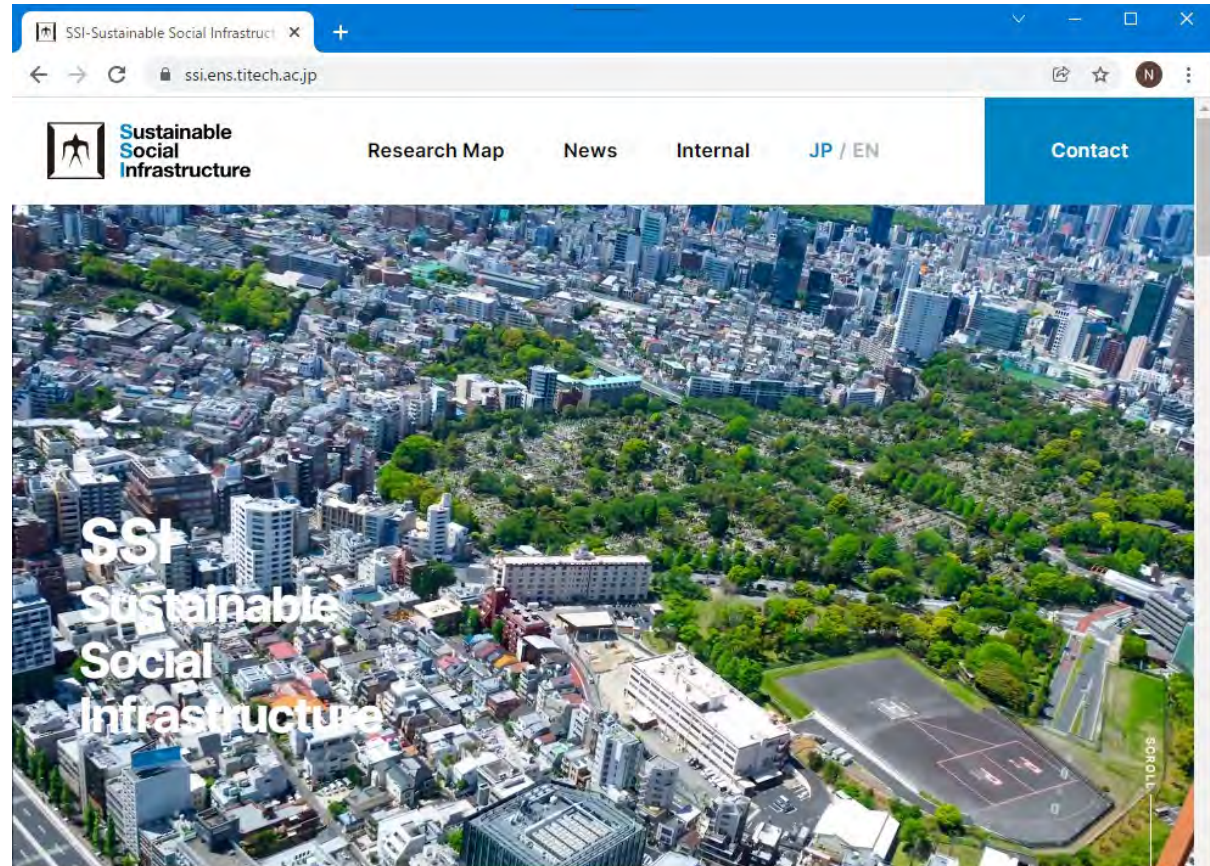 SSI-Sustainable Social Infrastruct
ssi.ens.titech.ac.jp
N
Sustainable
Social
Infrastructure
Research Map
News
Internal
JP / EN
Contact
SSI
Sustainable
Social
Infrastructure
SCROLL